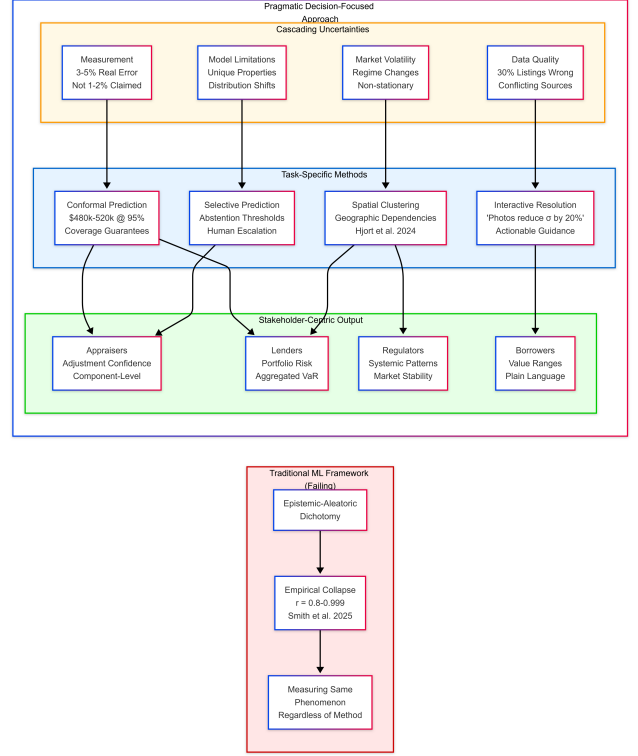 Pragmatic Decision-Focused
Approach
Cascading Uncertainties
Measurement
3-5% Real Error
Not 1-2% Claimed
Model Limitations
Unique Properties
Distribution Shifts
Market Volatility
Regime Changes
Non-stationary
Data Quality
30% Listings Wrong
Conflicting Sources
Task-Specific Methods
Conformal Prediction
$480k-520k @ 95%
Coverage Guarantees
Selective Prediction
Abstention Thresholds
Human Escalation
Spatial Clustering
Geographic Dependencies
Hjort et al. 2024
Interactive Resolution
'Photos reduce σ by 20%'
Actionable Guidance
Stakeholder-Centric Output
Appraisers
Adjustment Confidence
Component-Level
Lenders
Portfolio Risk
Aggregated VaR
Regulators
Systemic Patterns
Market Stability
Borrowers
Value Ranges
Plain Language
Traditional ML Framework
(Failing)
Epistemic-Aleatoric
Dichotomy
Empirical Collapse
r = 0.8-0.999
Smith et al. 2025
Measuring Same
Phenomenon
Regardless of Method